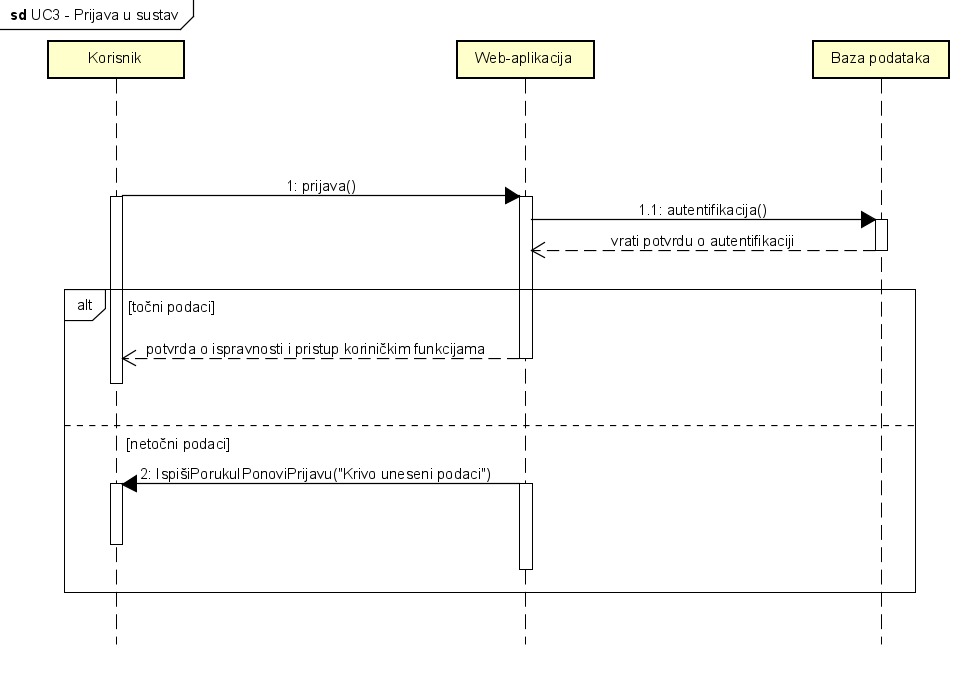 sd UC3 - Prijava u sustav
Korisnik
Web-aplikacija
Baza podataka
1: prijava()
1.1: autentifikacija()
vrati potvrdu o autentifikaciji
alt
[točni podaci]
potvrda o ispravnosti i pristup koriničkim funkcijama
[netočni podaci]
2: IspišiPorukuIPonoviPrijavu("Krivo uneseni podaci")